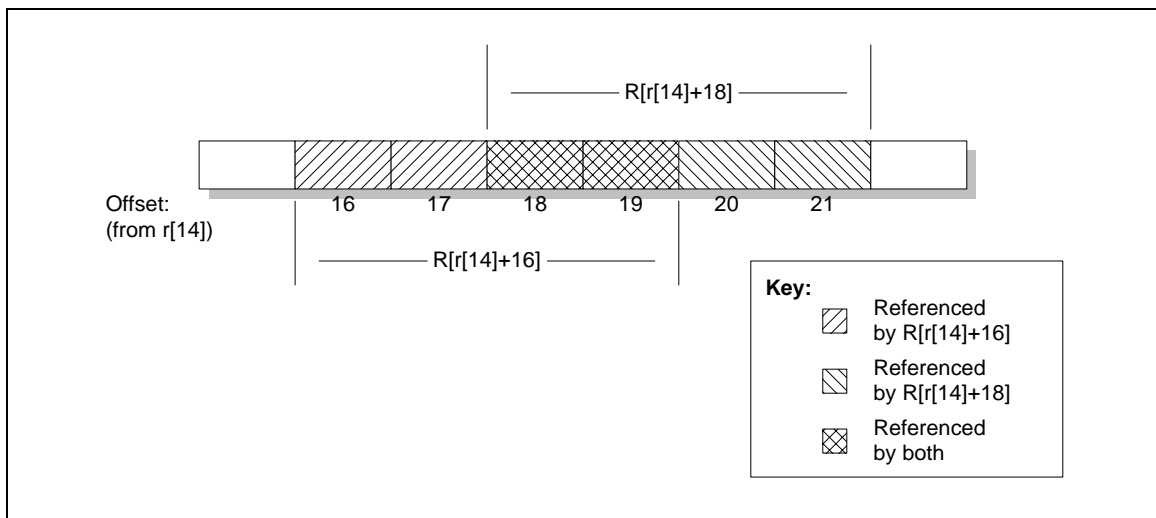 R[r[14]+18]
Offset:
(from r[14])
16 17 18 19 20 21
R[r[14]+16]
Key:
Referenced
by R[r[14]+16]
Referenced
by R[r[14]+18]
Referenced
by both